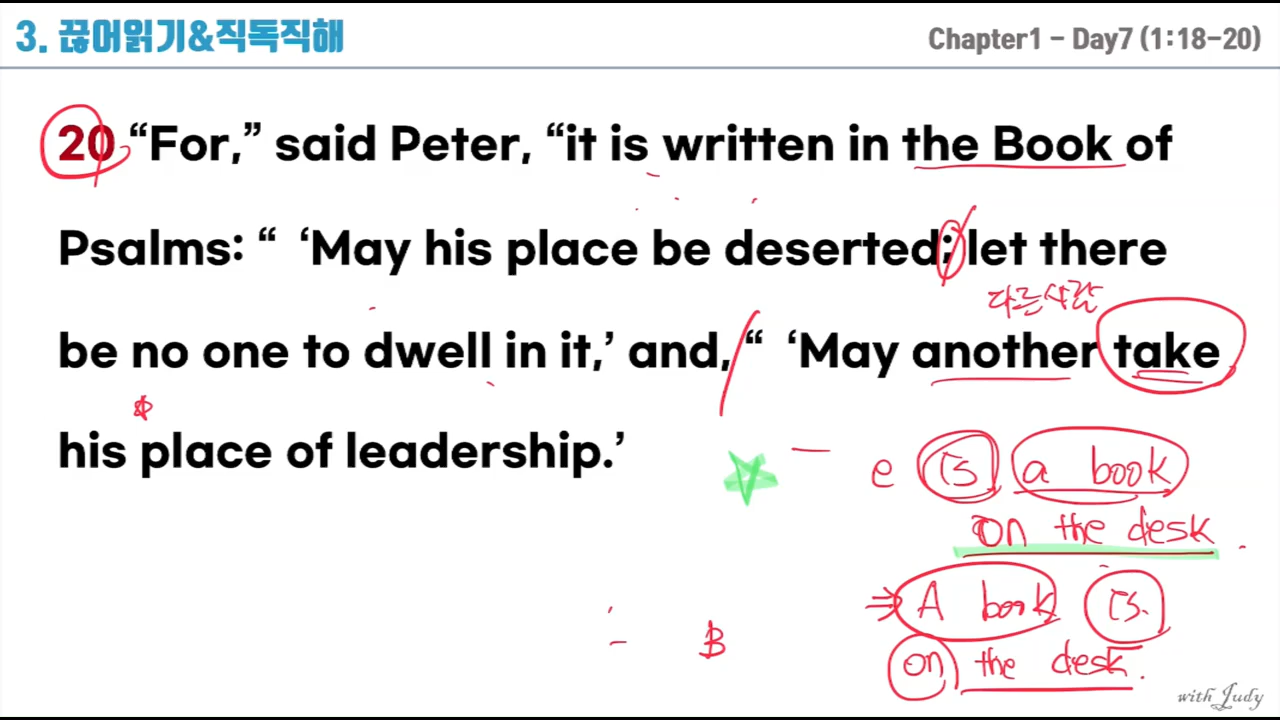 3. 끊어읽기&직독직해
Chapter1 - Day7 (1:18-20)
20 “For,” said Peter, “it is written in the Book of
Psalms: “ ‘May his place be deserted; let there
다른사람
be no one to dwell in it,’ and, “ ‘May another take
his place of leadership.’
e is a book
on the desk.
⇒ A book is
B
on the desk.
with Judy